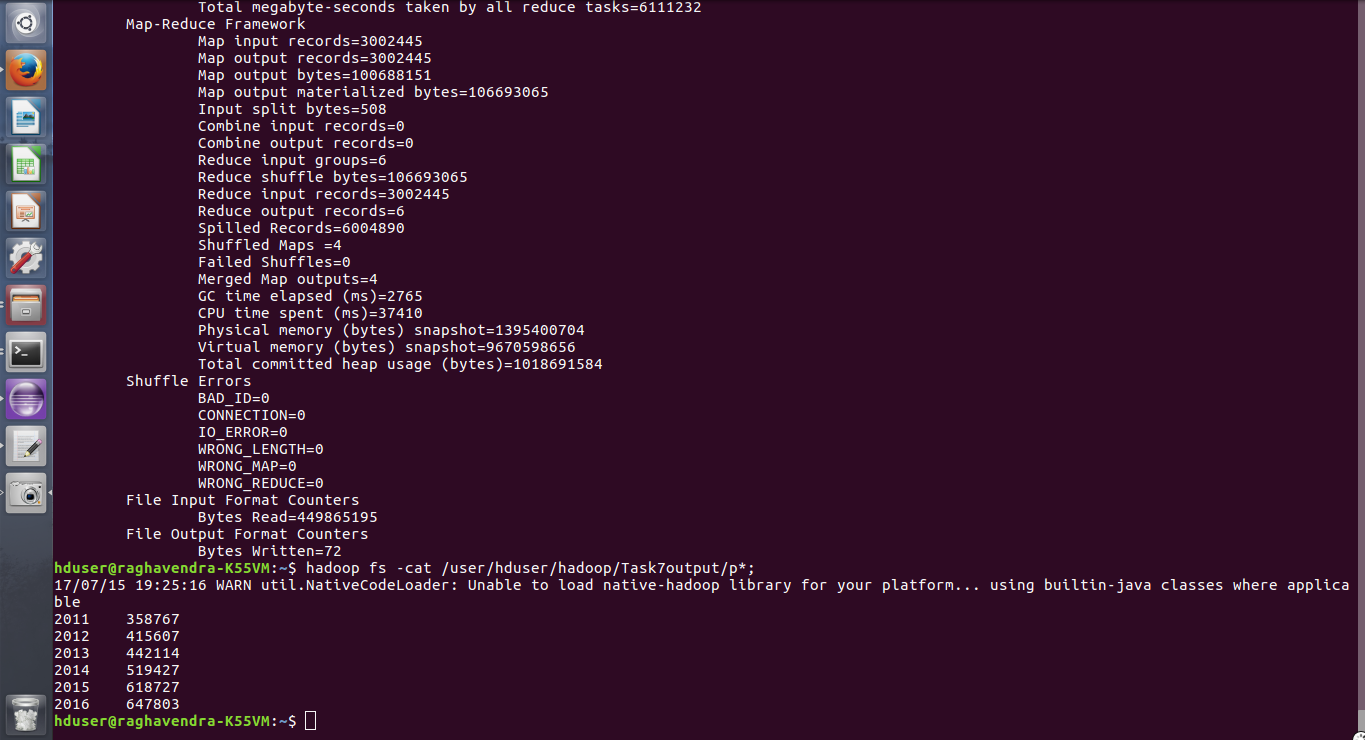 Total megabyte-seconds taken by all reduce tasks=6111232
Map-Reduce Framework
Map input records=3002445
Map output records=3002445
Map output bytes=100688151
Map output materialized bytes=106693065
Input split bytes=508
Combine input records=0
Combine output records=0
Reduce input groups=6
Reduce shuffle bytes=106693065
Reduce input records=3002445
Reduce output records=6
Spilled Records=6004890
Shuffled Maps =4
Failed Shuffles=0
Merged Map outputs=4
GC time elapsed (ms)=2765
CPU time spent (ms)=37410
Physical memory (bytes) snapshot=1395400704
Virtual memory (bytes) snapshot=9670598656
Total committed heap usage (bytes)=1018691584
Shuffle Errors
BAD_ID=0
CONNECTION=0
IO_ERROR=0
WRONG_LENGTH=0
WRONG_MAP=0
WRONG_REDUCE=0
File Input Format Counters
Bytes Read=449865195
File Output Format Counters
Bytes Written=72
hduser@raghavendra-K55VM:~$ hadoop fs -cat /user/hduser/hadoop/Task7output/p*;
17/07/15 19:25:16 WARN util.NativeCodeLoader: Unable to load native-hadoop library for your platform... using builtin-java classes where applica
ble
2011 358767
2012 415607
2013 442114
2014 519427
2015 618727
2016 647803
hduser@raghavendra-K55VM:~$